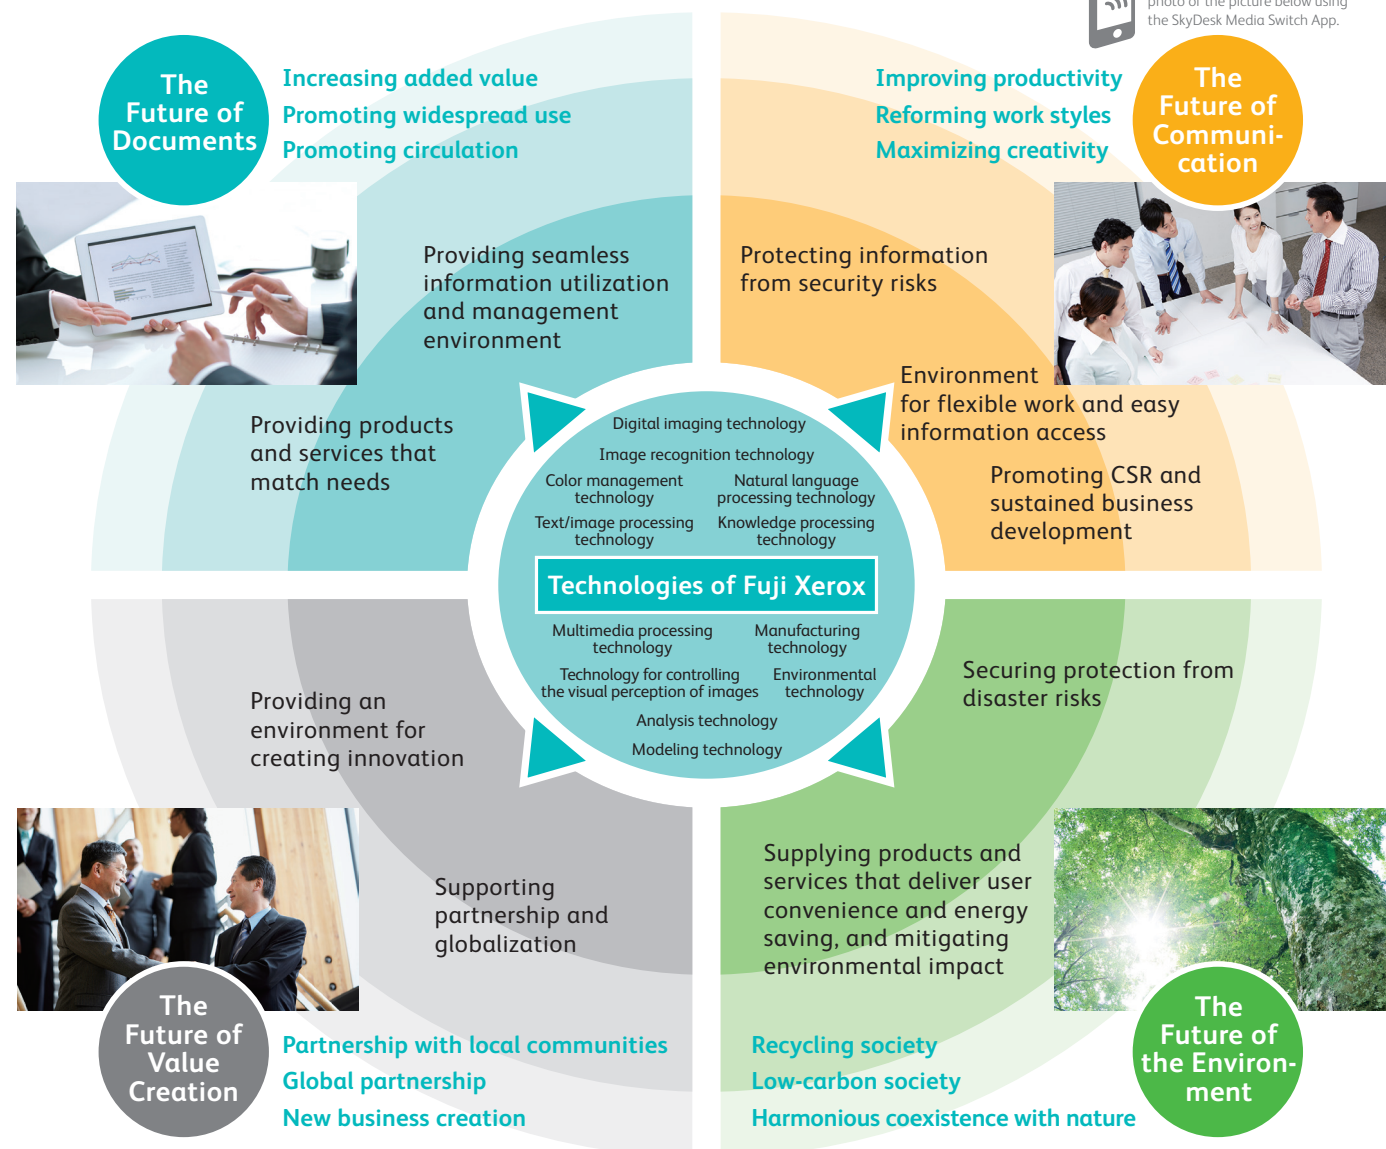 photo of the picture below using
the SkyDesk Media Switch App.
The
Future of
Documents
Increasing added value
Promoting widespread use
Promoting circulation
Improving productivity
Reforming work styles
Maximizing creativity
The
Future of
Communi-
cation
Providing seamless
information utilization
and management
environment
Protecting information
from security risks
Providing products
and services that
match needs
Environment
for flexible work and easy
information access
Promoting CSR and
sustained business
development
Digital imaging technology
Image recognition technology
Color management
technology
Natural language
processing technology
Text/image processing
technology
Knowledge processing
technology
Technologies of Fuji Xerox
Multimedia processing
technology
Manufacturing
technology
Technology for controlling
the visual perception of images
Environmental
technology
Analysis technology
Modeling technology
Providing an
environment for
creating innovation
Securing protection from
disaster risks
Supporting
partnership and
globalization
Supplying products and
services that deliver user
convenience and energy
saving, and mitigating
environmental impact
The
Future of
Value
Creation
Partnership with local communities
Global partnership
New business creation
Recycling society
Low-carbon society
Harmonious coexistence with nature
The
Future of
the Environ-
ment